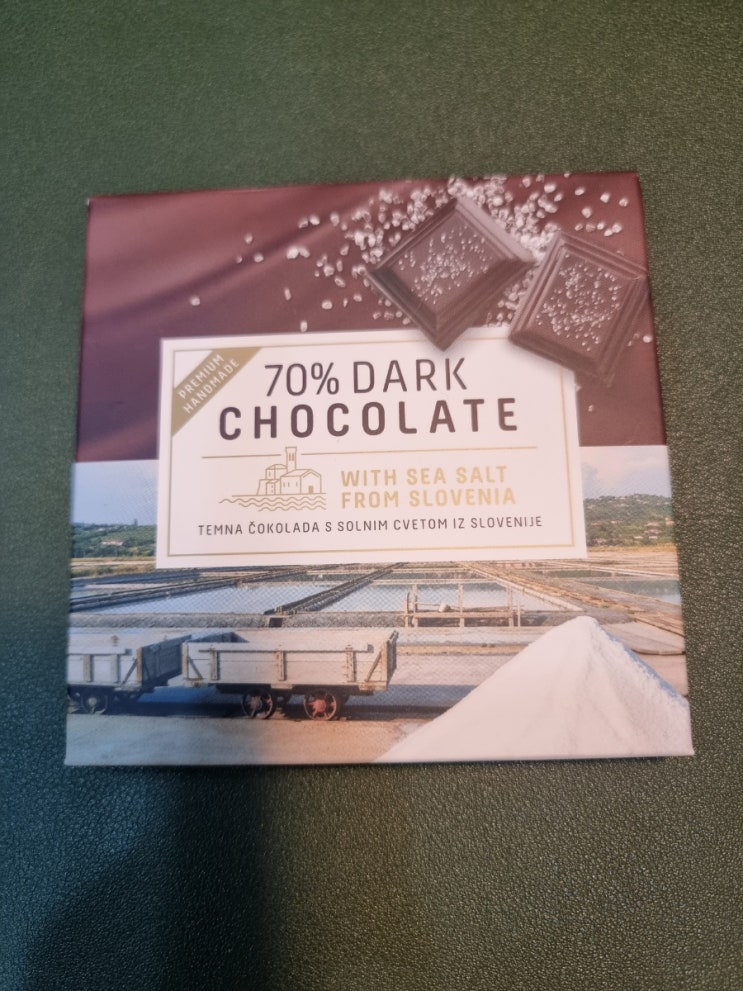 PREMIUM
HANDMADE
70% DARK
CHOCOLATE
WITH SEA SALT
FROM SLOVENIA
TEMNA ČOKOLADA S SOLNIM CVETOM IZ SLOVENIJE